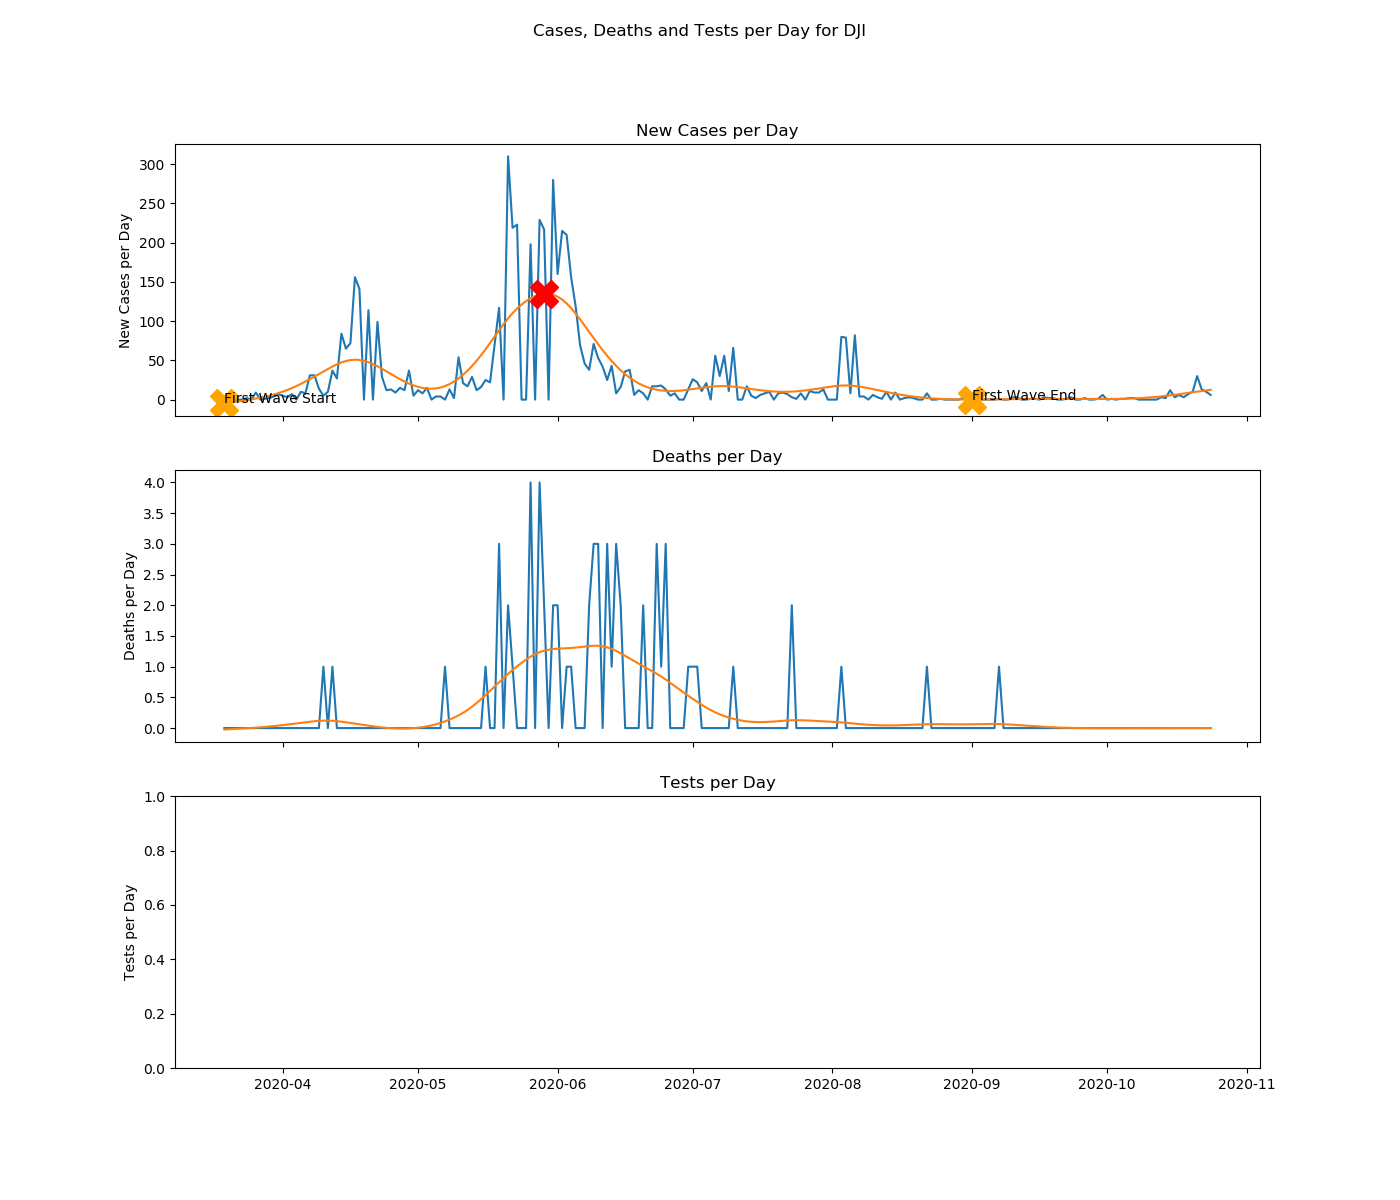 Cases, Deaths and Tests per Day for DJI
New Cases per Day
New Cases per Day
300
250
200
150
100
50
0
First Wave Start
First Wave End
Deaths per Day
Deaths per Day
4.0
3.5
3.0
2.5
2.0
1.5
1.0
0.5
0.0
Tests per Day
Tests per Day
1.0
0.8
0.6
0.4
0.2
0.0
2020-04 2020-05 2020-06 2020-07 2020-08 2020-09 2020-10 2020-11